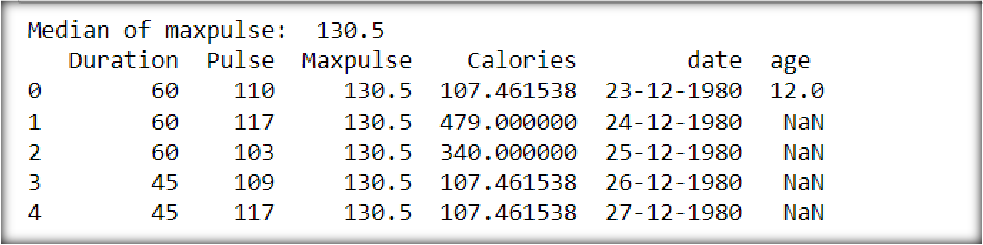 Median of maxpulse:  130.5
   Duration  Pulse  Maxpulse    Calories        date   age
0        60    110     130.5  107.461538  23-12-1980  12.0
1        60    117     130.5  479.000000  24-12-1980   NaN
2        60    103     130.5  340.000000  25-12-1980   NaN
3        45    109     130.5  107.461538  26-12-1980   NaN
4        45    117     130.5  107.461538  27-12-1980   NaN